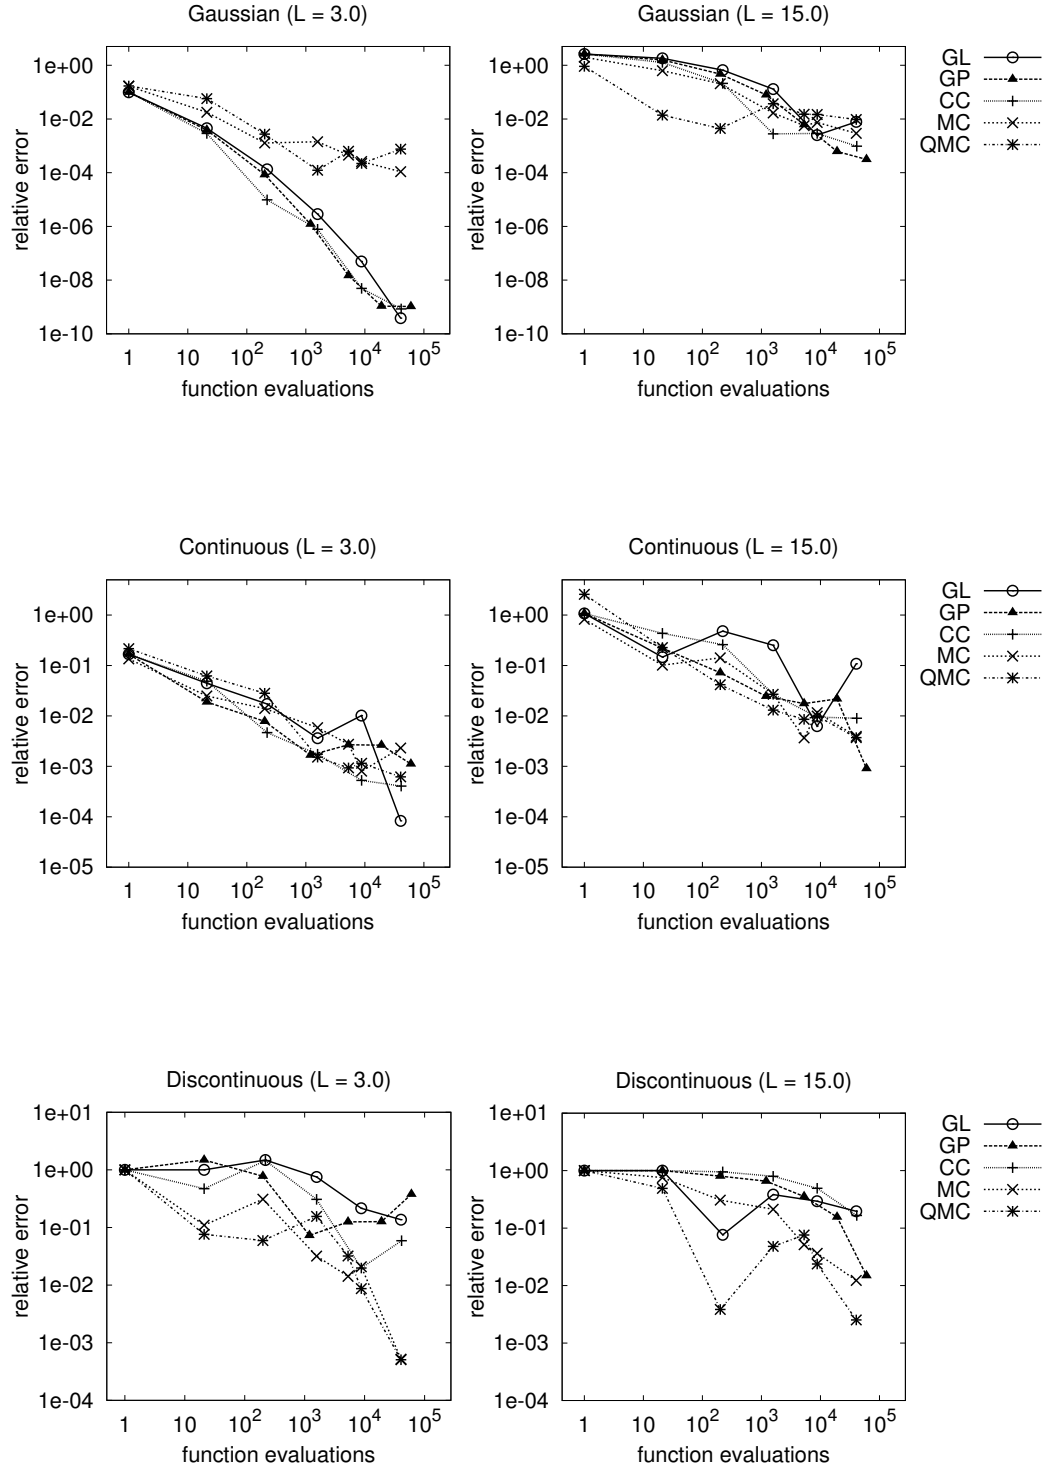 Gaussian (L = 3.0)
1e+00
1e-02
1e-04
1e-06
1e-08
1e-10
relative error
1 10 10² 10³ 10⁴ 10⁵
function evaluations
Gaussian (L = 15.0)
1e+00
1e-02
1e-04
1e-06
1e-08
1e-10
relative error
1 10 10² 10³ 10⁴ 10⁵
function evaluations
GL
GP
CC
MC
QMC
Continuous (L = 3.0)
1e+00
1e-01
1e-02
1e-03
1e-04
1e-05
relative error
1 10 10² 10³ 10⁴ 10⁵
function evaluations
Continuous (L = 15.0)
1e+00
1e-01
1e-02
1e-03
1e-04
1e-05
relative error
1 10 10² 10³ 10⁴ 10⁵
function evaluations
GL
GP
CC
MC
QMC
Discontinuous (L = 3.0)
1e+01
1e+00
1e-01
1e-02
1e-03
1e-04
relative error
1 10 10² 10³ 10⁴ 10⁵
function evaluations
Discontinuous (L = 15.0)
1e+01
1e+00
1e-01
1e-02
1e-03
1e-04
relative error
1 10 10² 10³ 10⁴ 10⁵
function evaluations
GL
GP
CC
MC
QMC